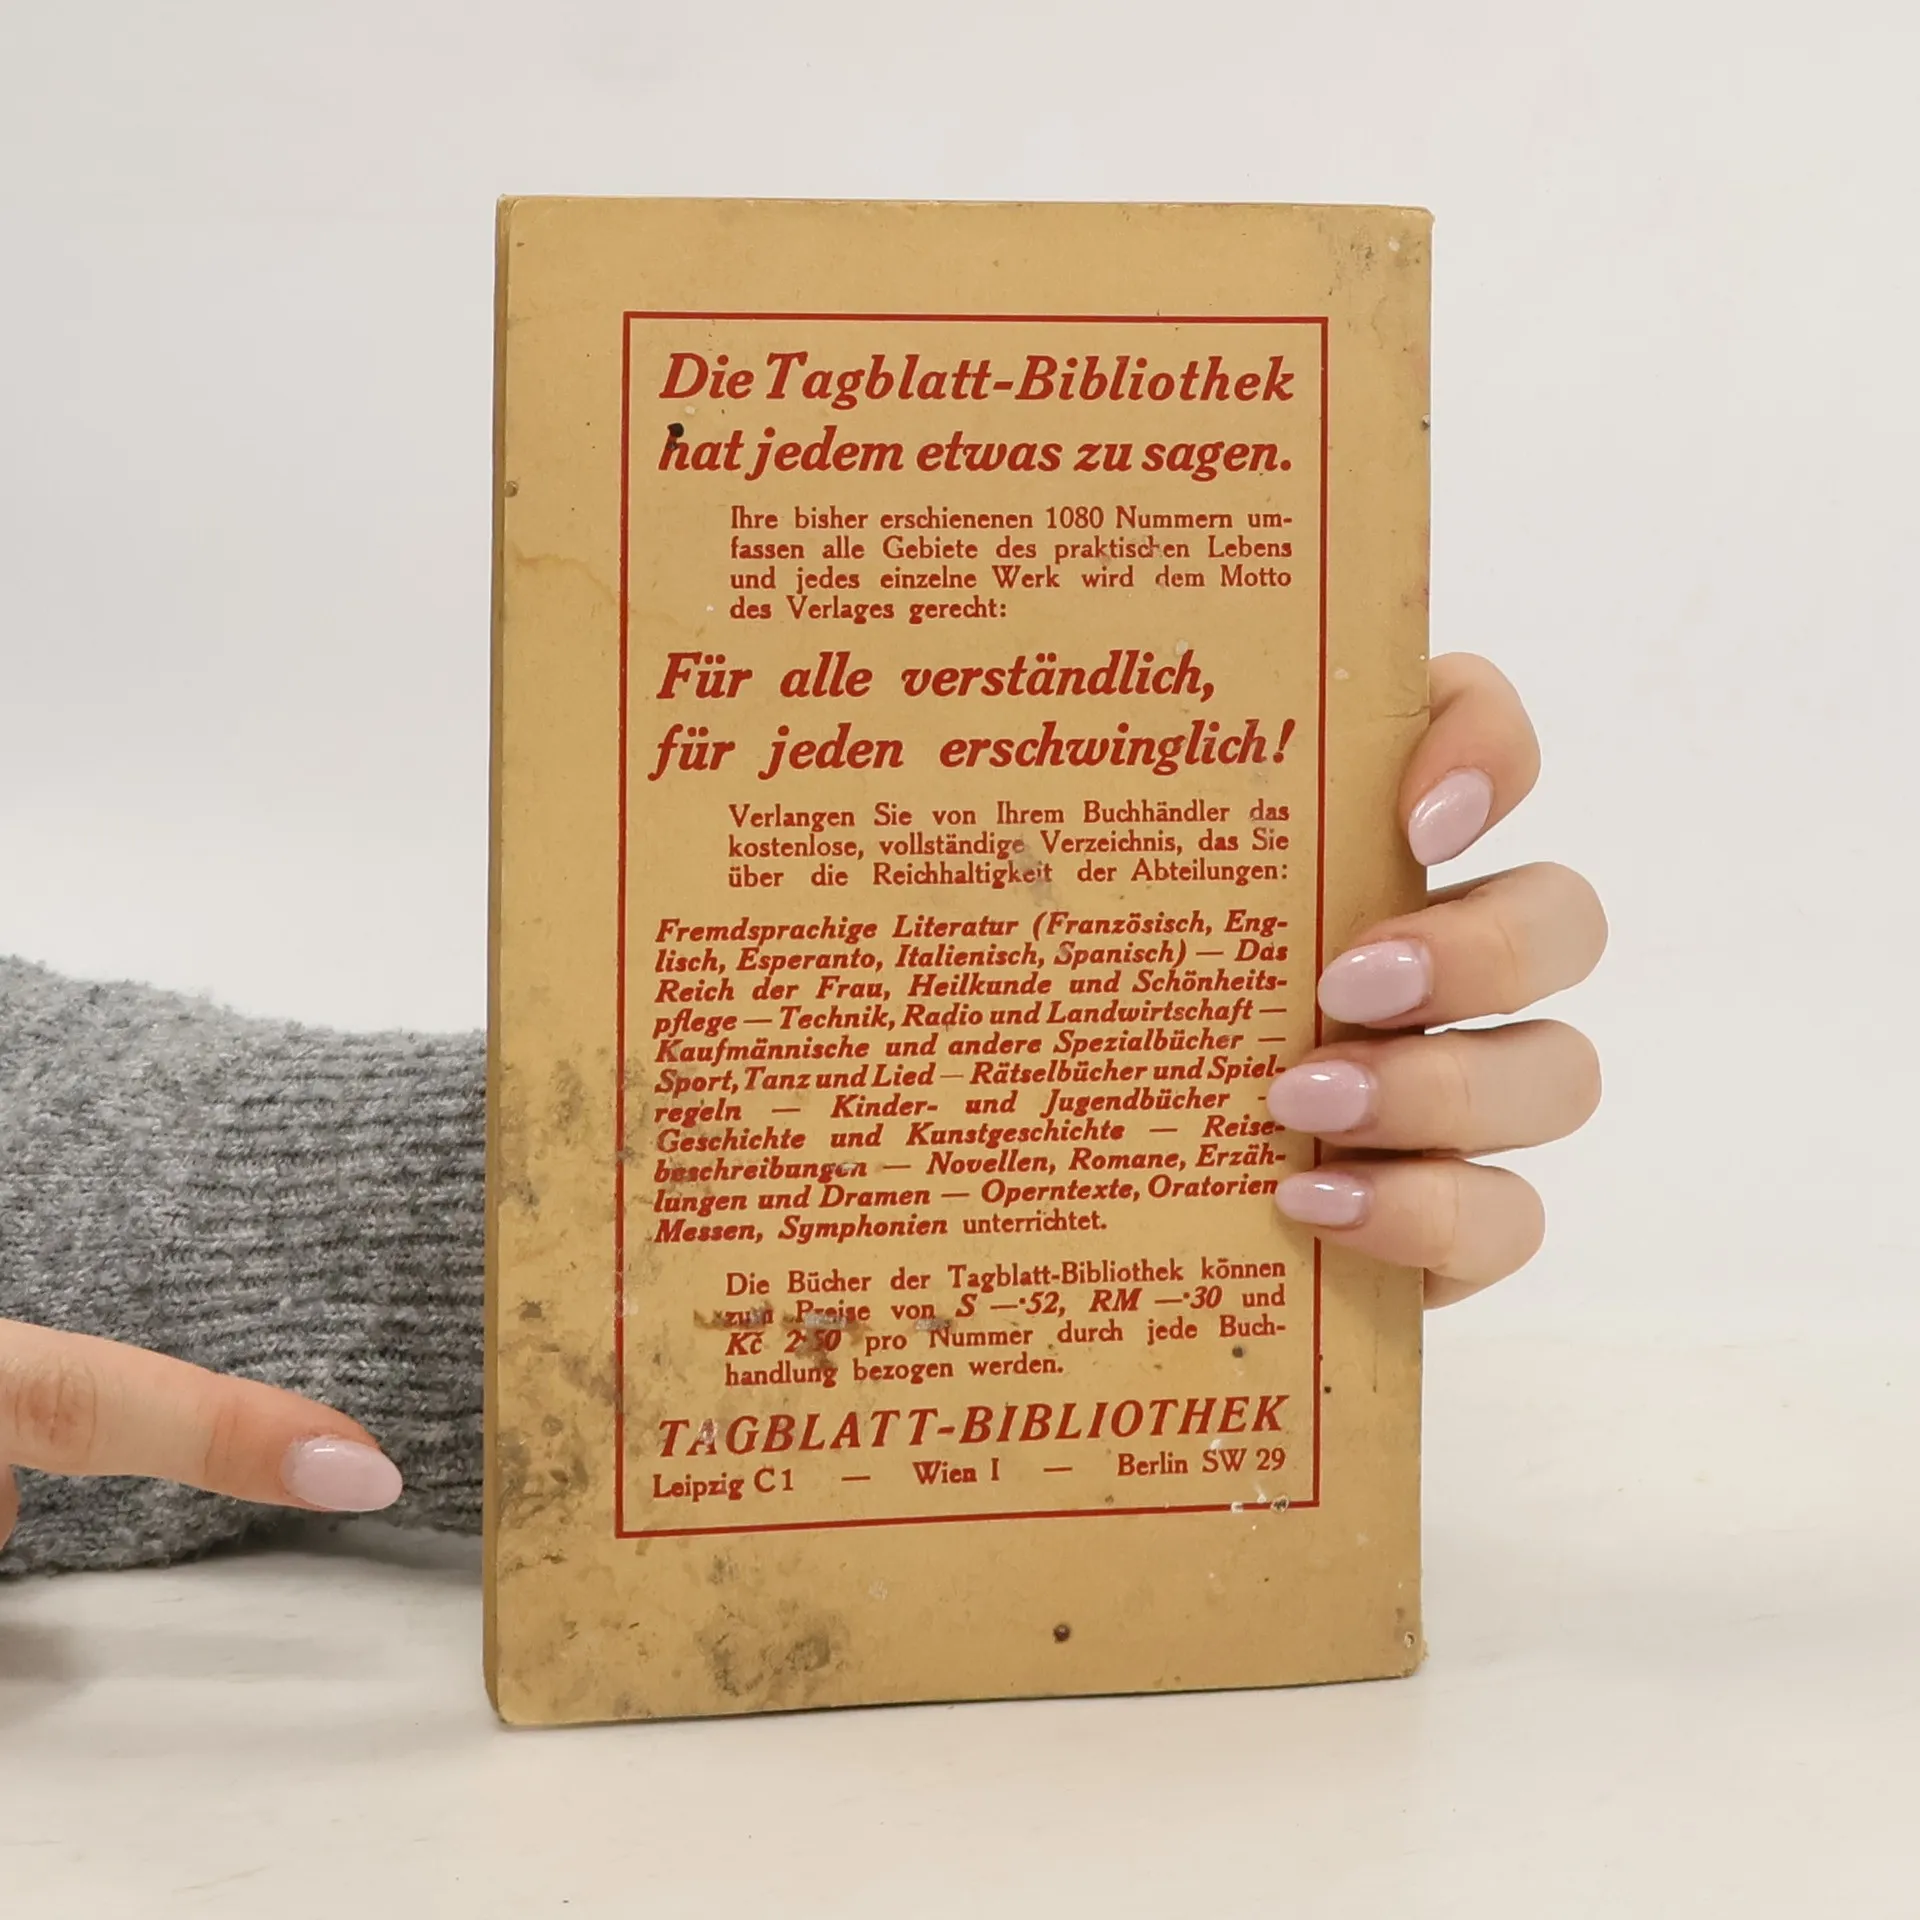 Die Tagblatt-Bibliothek
hat jedem etwas zu sagen.
Ihre bisher erschienenen 1080 Nummern um-
fassen alle Gebiete des praktischen Lebens
und jedes einzelne Werk wird dem Motto
des Verlages gerecht:
Für alle verständlich,
für jeden erschwinglich!
Verlangen Sie von Ihrem Buchhändler das
kostenlose, vollständige Verzeichnis, das Sie
über die Reichhaltigkeit der Abteilungen:
Fremdsprachige Literatur (Französisch, Eng-
lisch, Esperanto, Italienisch, Spanisch) — Das
Reich der Frau, Heilkunde und Schönheits-
pflege — Technik, Radio und Landwirtschaft —
Kaufmännische und andere Spezialbücher —
Sport, Tanz und Lied — Rätselbücher und Spiel-
regeln — Kinder- und Jugendbücher —
Geschichte und Kunstgeschichte — Reise-
beschreibungen — Novellen, Romane, Erzäh-
lungen und Dramen — Operntexte, Oratorien
Messen, Symphonien unterrichtet.
Die Bücher der Tagblatt-Bibliothek können
zum Preise von S —·52, RM —·30 und
Kč 2·50 pro Nummer durch jede Buch-
handlung bezogen werden.
TAGBLATT-BIBLIOTHEK
Leipzig C 1 — Wien I — Berlin SW 29